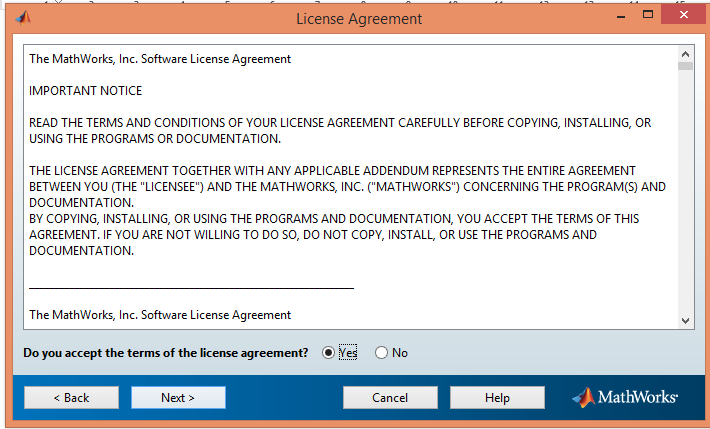 License Agreement
The MathWorks, Inc. Software License Agreement
IMPORTANT NOTICE
READ THE TERMS AND CONDITIONS OF YOUR LICENSE AGREEMENT CAREFULLY BEFORE COPYING, INSTALLING, OR
USING THE PROGRAMS OR DOCUMENTATION.
THE LICENSE AGREEMENT TOGETHER WITH ANY APPLICABLE ADDENDUM REPRESENTS THE ENTIRE AGREEMENT
BETWEEN YOU (THE "LICENSEE") AND THE MATHWORKS, INC. ("MATHWORKS") CONCERNING THE PROGRAM(S) AND
DOCUMENTATION.
BY COPYING, INSTALLING, OR USING THE PROGRAMS AND DOCUMENTATION, YOU ACCEPT THE TERMS OF THIS
AGREEMENT. IF YOU ARE NOT WILLING TO DO SO, DO NOT COPY, INSTALL, OR USE THE PROGRAMS AND
DOCUMENTATION.
The MathWorks, Inc. Software License Agreement
Do you accept the terms of the license agreement? Yes No
< Back Next > Cancel Help MathWorks®